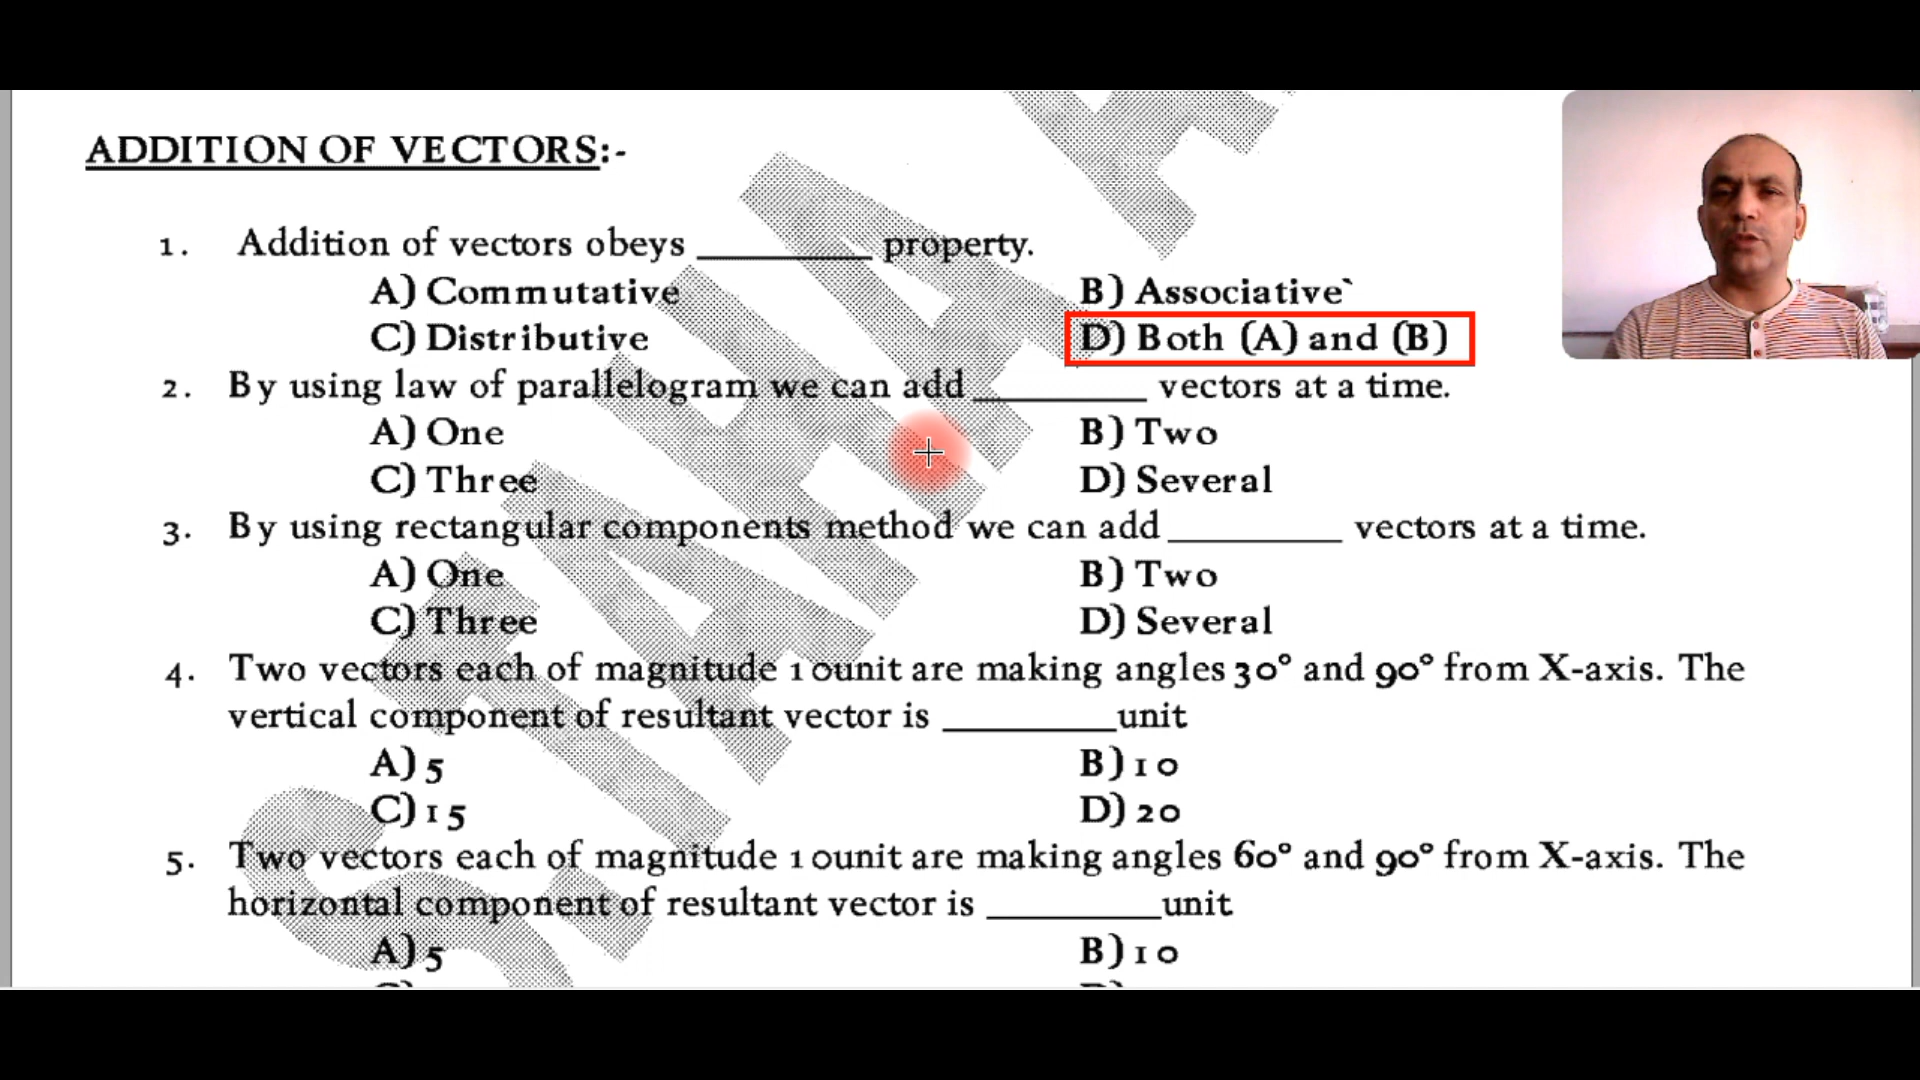 ADDITION OF VECTORS:-
1. Addition of vectors obeys __________ property.
A) Commutative B) Associative`
C) Distributive D) Both (A) and (B)
2. By using law of parallelogram we can add __________ vectors at a time.
A) One B) Two
C) Three D) Several
3. By using rectangular components method we can add __________ vectors at a time.
A) One B) Two
C) Three D) Several
4. Two vectors each of magnitude 10unit are making angles 30° and 90° from X-axis. The
vertical component of resultant vector is __________unit
A) 5 B) 10
C) 15 D) 20
5. Two vectors each of magnitude 10unit are making angles 60° and 90° from X-axis. The
horizontal component of resultant vector is __________unit
A) 5 B) 10